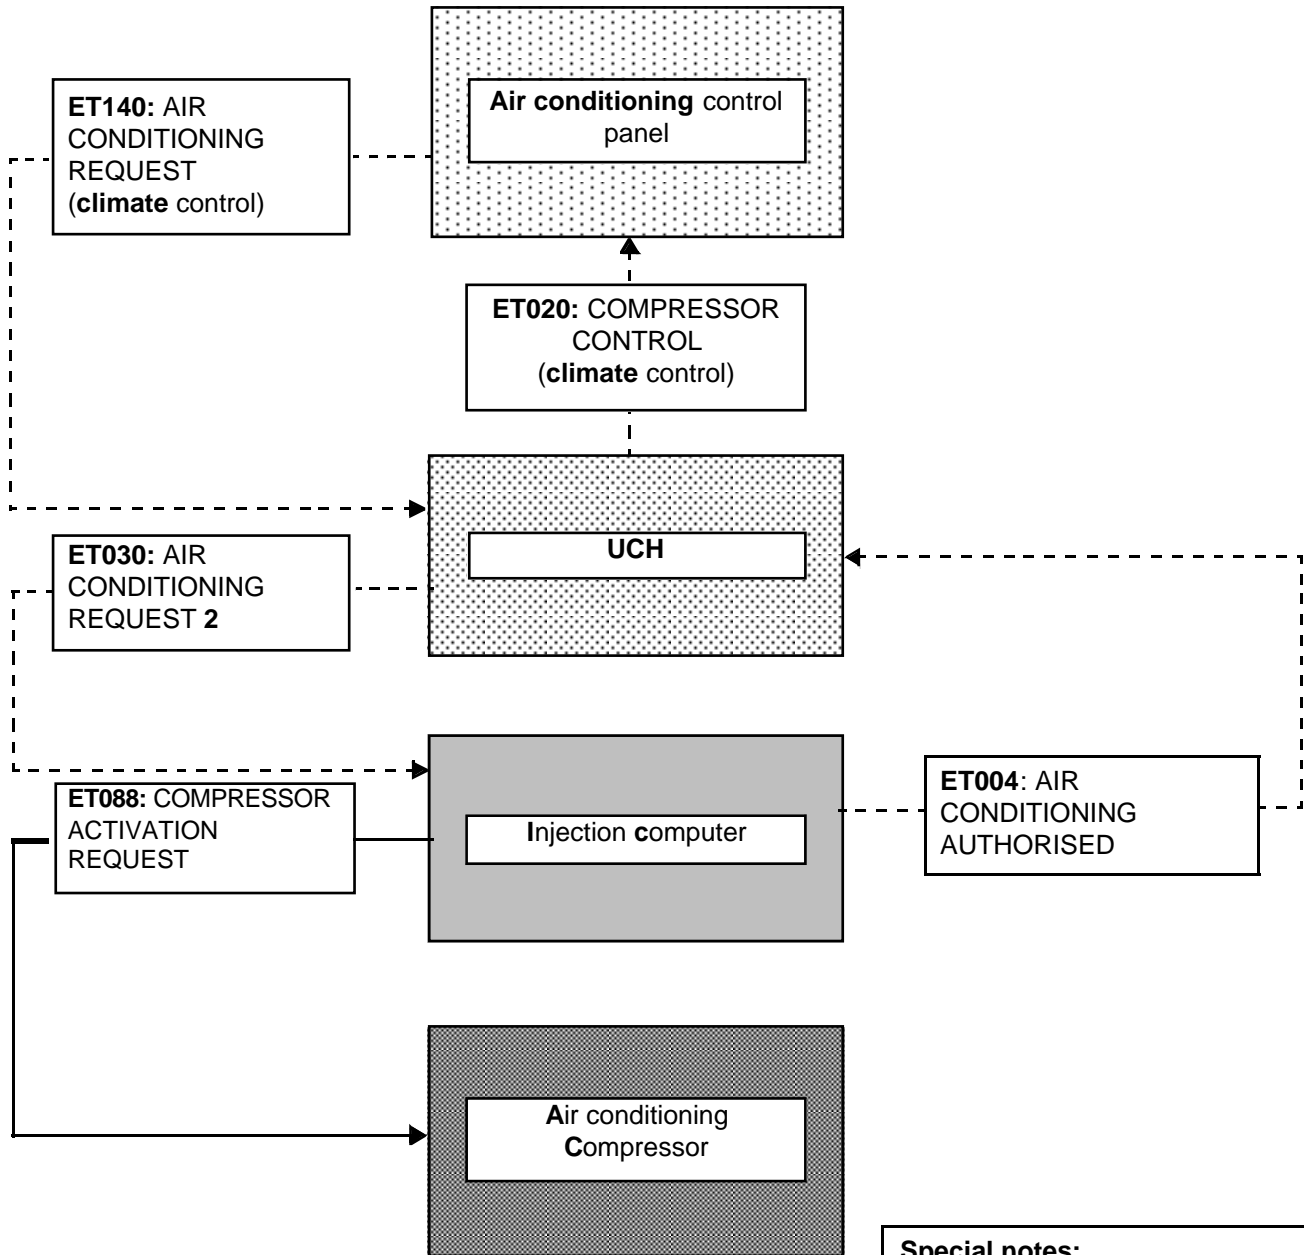 Air conditioning control
panel
ET140: AIR
CONDITIONING
REQUEST
(climate control)
ET020: COMPRESSOR
CONTROL
(climate control)
UCH
ET030: AIR
CONDITIONING
REQUEST 2
ET088: COMPRESSOR
ACTIVATION
REQUEST
Injection computer
ET004: AIR
CONDITIONING
AUTHORISED
Air conditioning
Compressor
Special notes: